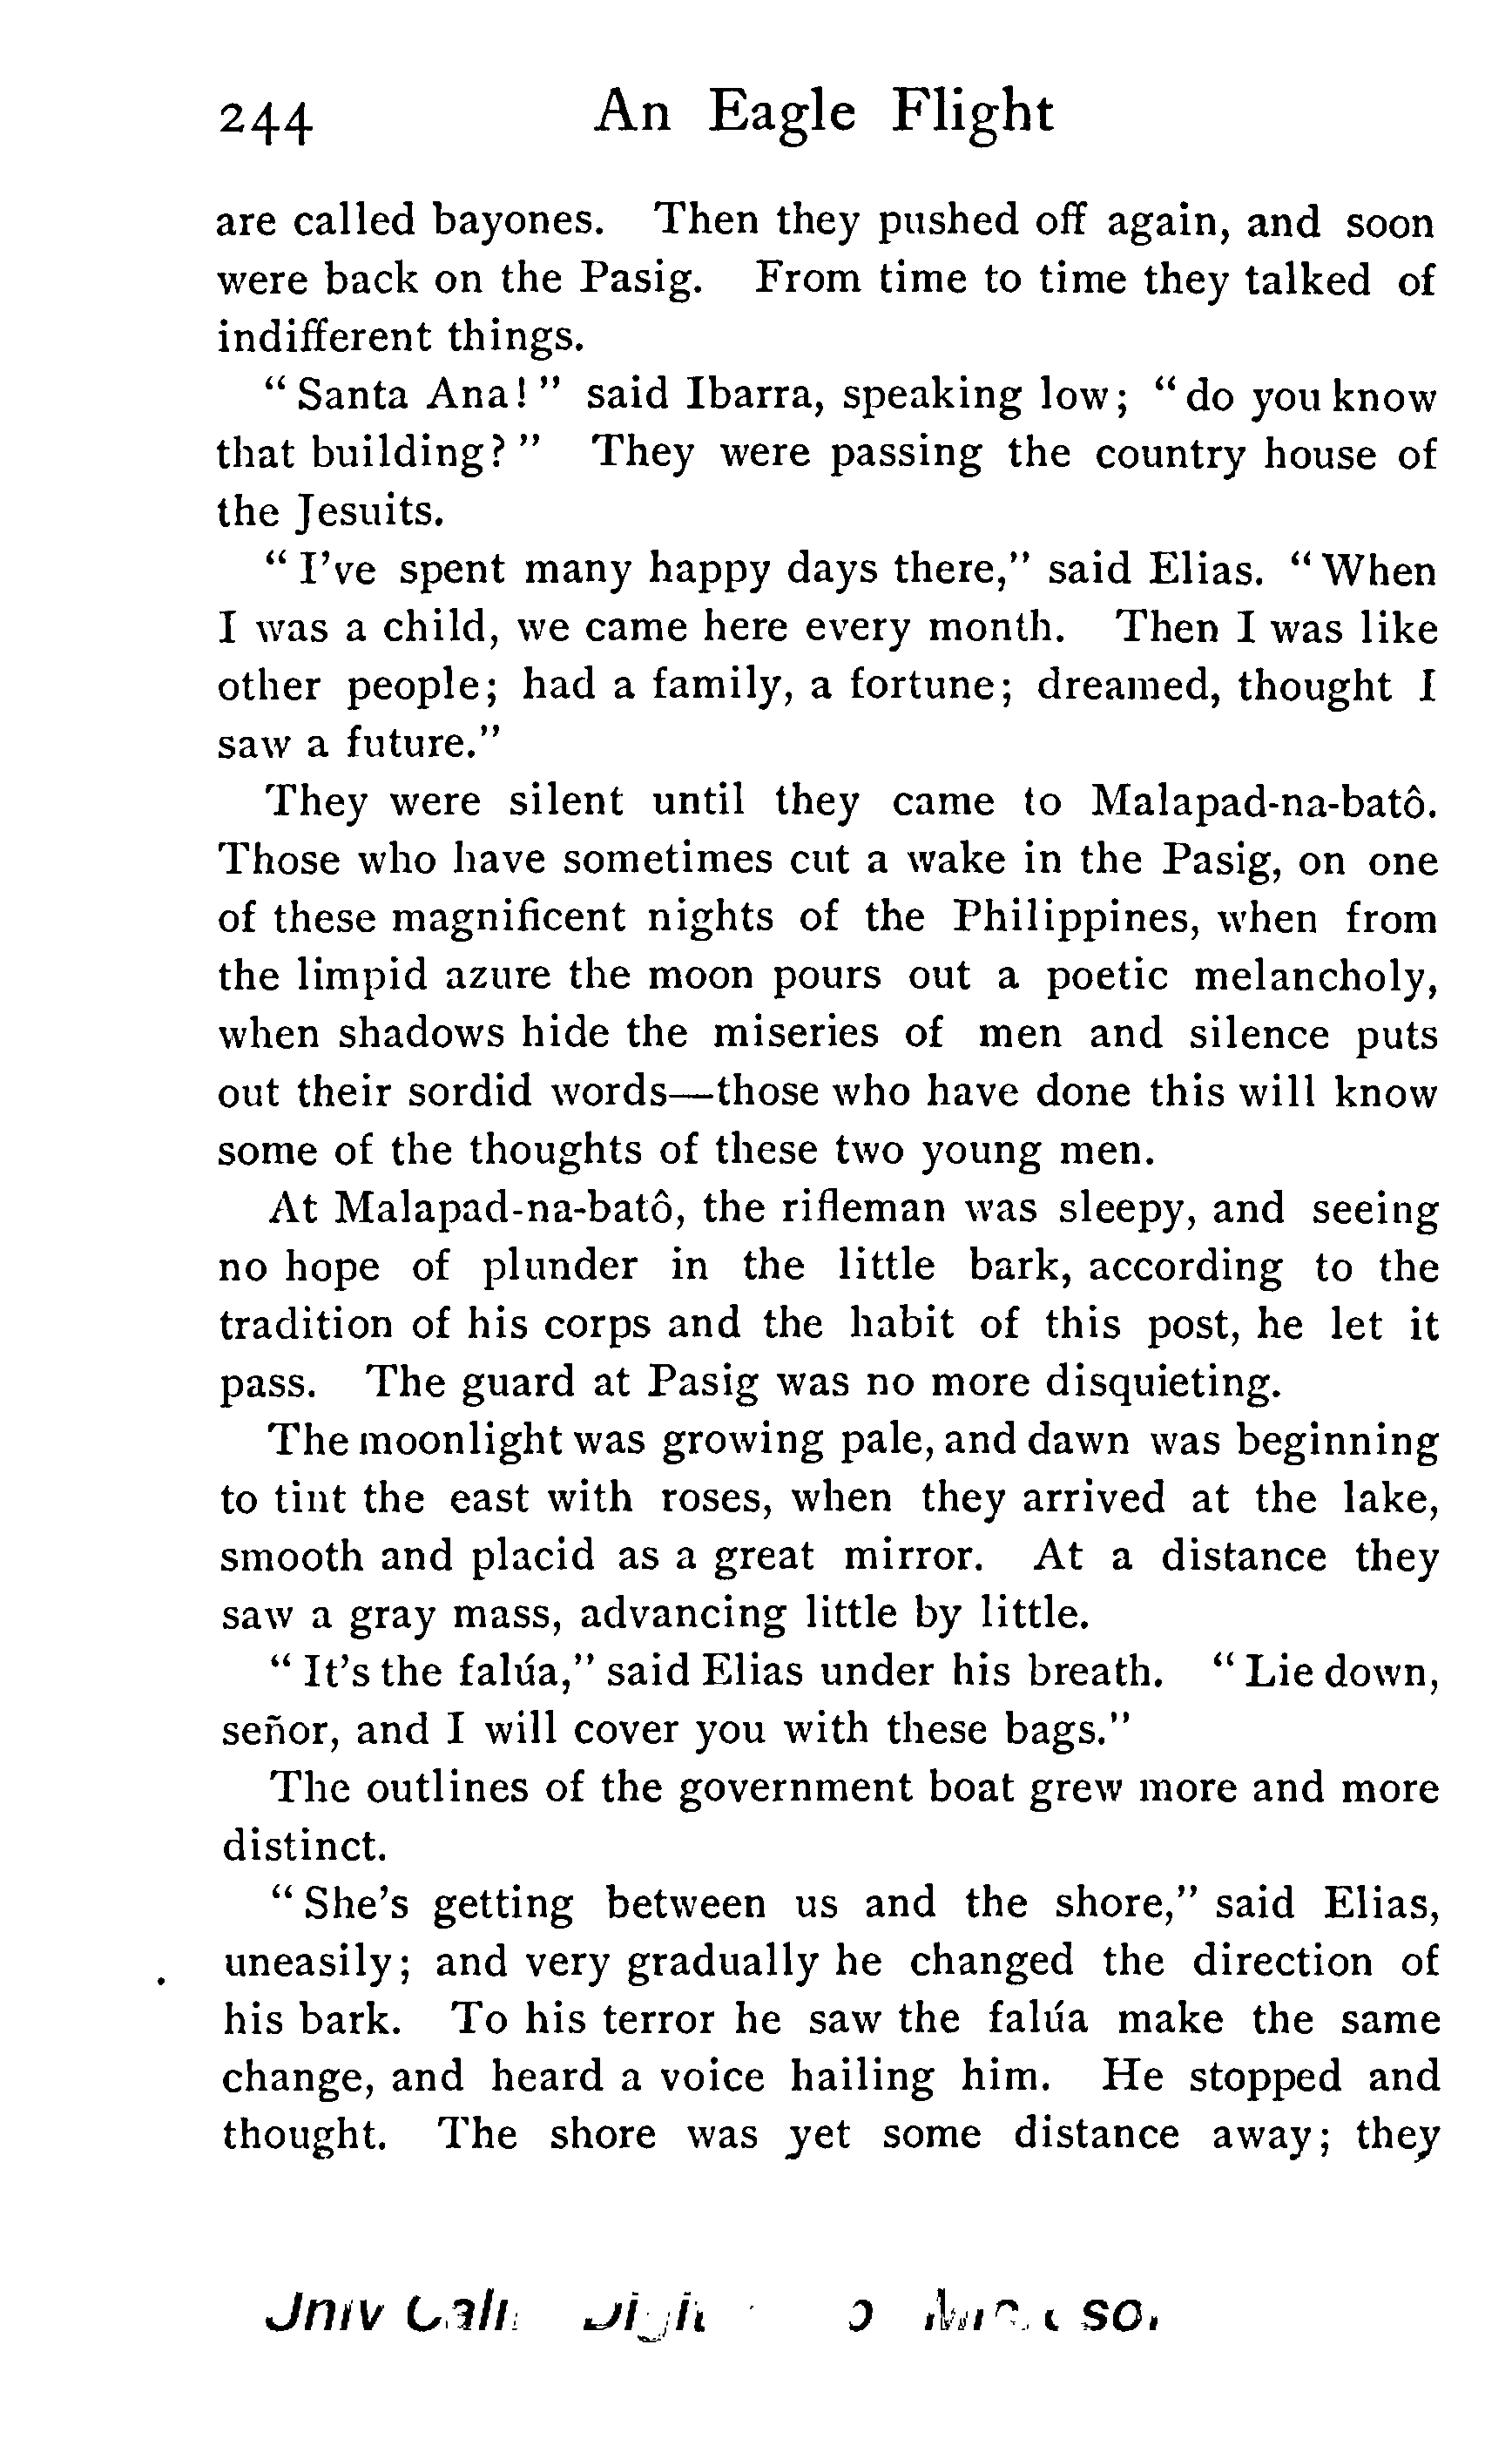 244 An Eagle Flight
are called bayones. Then they pushed off again, and soon
were back on the Pasig. From time to time they talked of
indifferent things.
“Santa Ana!” said Ibarra, speaking low; “do you know
that building?” They were passing the country house of
the Jesuits.
“I've spent many happy days there,” said Elias. “When
I was a child, we came here every month. Then I was like
other people; had a family, a fortune; dreamed, thought I
saw a future.”
They were silent until they came to Malapad-na-batô.
Those who have sometimes cut a wake in the Pasig, on one
of these magnificent nights of the Philippines, when from
the limpid azure the moon pours out a poetic melancholy,
when shadows hide the miseries of men and silence puts
out their sordid words—those who have done this will know
some of the thoughts of these two young men.
At Malapad-na-batô, the rifleman was sleepy, and seeing
no hope of plunder in the little bark, according to the
tradition of his corps and the habit of this post, he let it
pass. The guard at Pasig was no more disquieting.
The moonlight was growing pale, and dawn was beginning
to tint the east with roses, when they arrived at the lake,
smooth and placid as a great mirror. At a distance they
saw a gray mass, advancing little by little.
“It's the falúa,” said Elias under his breath. “Lie down,
señor, and I will cover you with these bags.”
The outlines of the government boat grew more and more
distinct.
“She's getting between us and the shore,” said Elias,
uneasily; and very gradually he changed the direction of
his bark. To his terror he saw the falúa make the same
change, and heard a voice hailing him. He stopped and
thought. The shore was yet some distance away; they